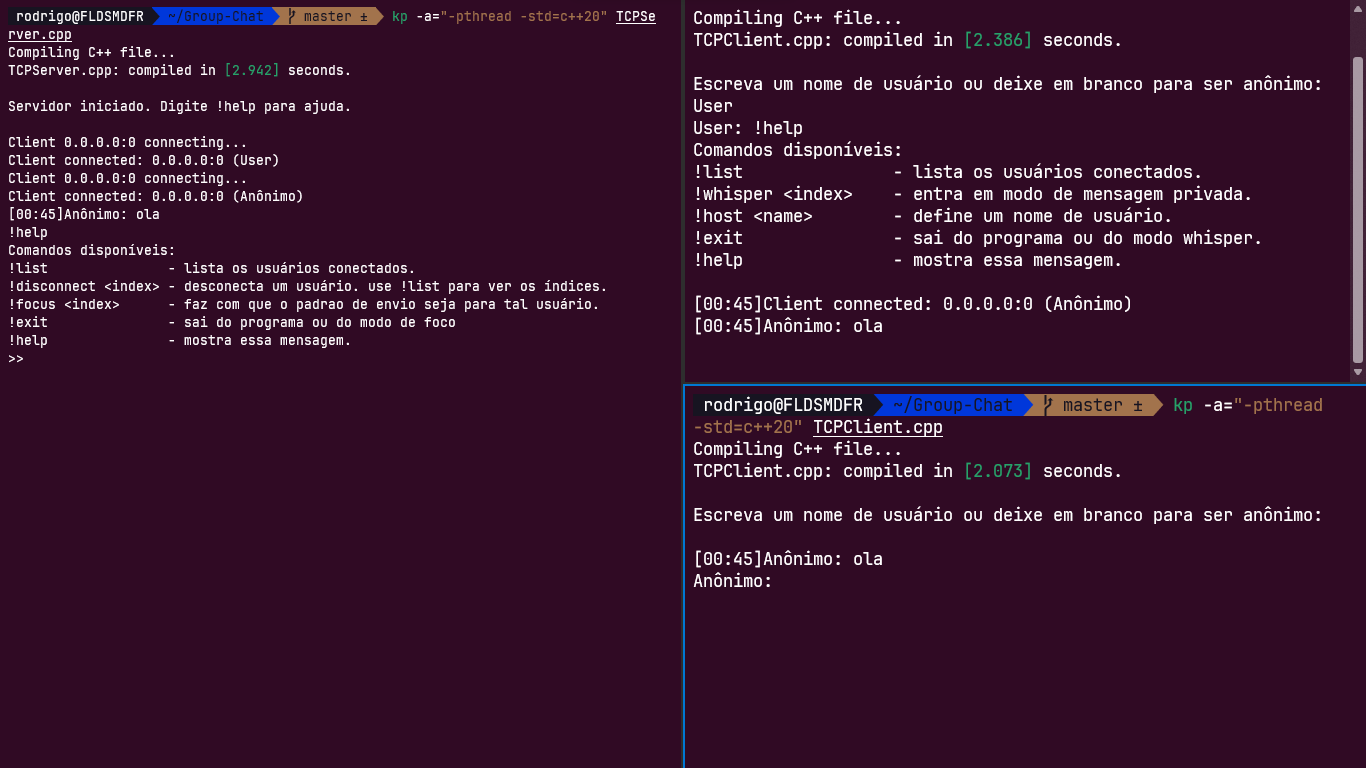 rodrigo@FLDSMDFR ~/Group-Chat master ± kp -a="-pthread -std=c++20" TCPSe
rver.cpp
Compiling C++ file...
TCPServer.cpp: compiled in [2.942] seconds.
Servidor iniciado. Digite !help para ajuda.
Client 0.0.0.0:0 connecting...
Client connected: 0.0.0.0:0 (User)
Client 0.0.0.0:0 connecting...
Client connected: 0.0.0.0:0 (Anônimo)
[00:45]Anônimo: ola
!help
Comandos disponíveis:
!list - lista os usuários conectados.
!disconnect <index> - desconecta um usuário. use !list para ver os índices.
!focus <index> - faz com que o padrao de envio seja para tal usuário.
!exit - sai do programa ou do modo de foco
!help - mostra essa mensagem.
>>
Compiling C++ file...
TCPClient.cpp: compiled in [2.386] seconds.
Escreva um nome de usuário ou deixe em branco para ser anônimo:
User
User: !help
Comandos disponíveis:
!list - lista os usuários conectados.
!whisper <index> - entra em modo de mensagem privada.
!host <name> - define um nome de usuário.
!exit - sai do programa ou do modo whisper.
!help - mostra essa mensagem.
[00:45]Client connected: 0.0.0.0:0 (Anônimo)
[00:45]Anônimo: ola
rodrigo@FLDSMDFR ~/Group-Chat master ± kp -a="-pthread
-std=c++20" TCPClient.cpp
Compiling C++ file...
TCPClient.cpp: compiled in [2.073] seconds.
Escreva um nome de usuário ou deixe em branco para ser anônimo:
[00:45]Anônimo: ola
Anônimo: